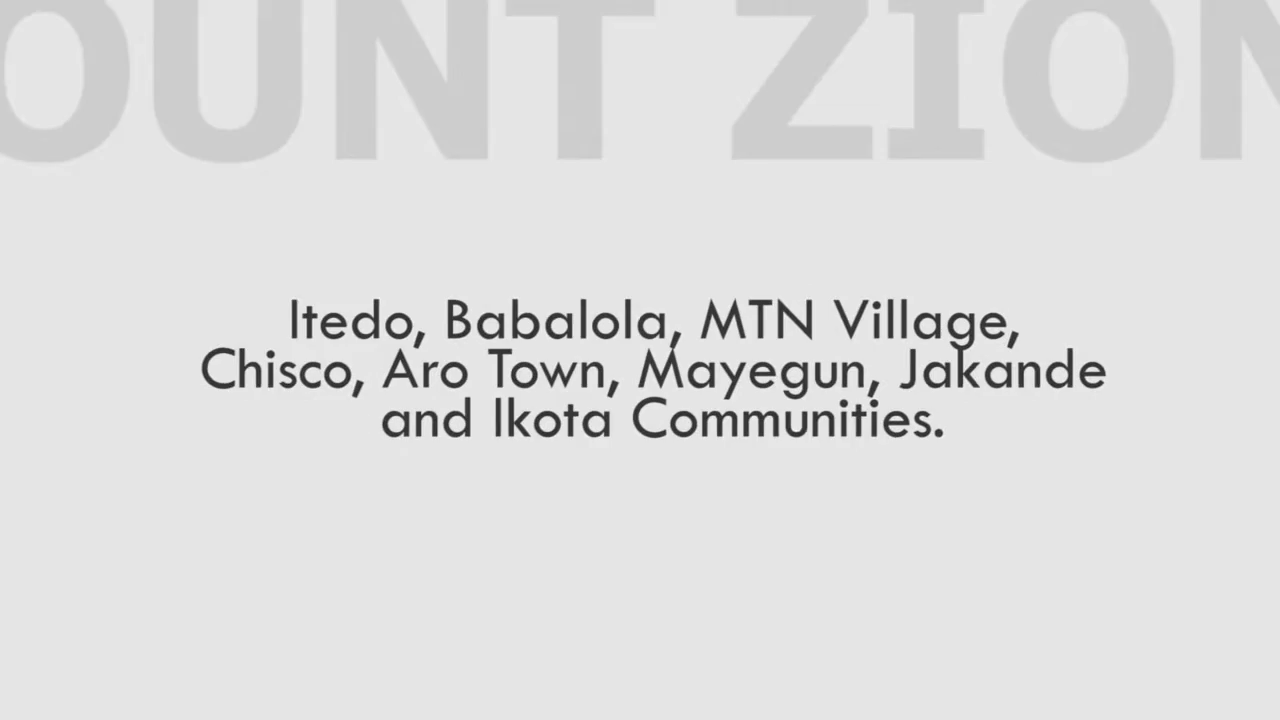 OUNT ZION
Itedo, Babalola, MTN Village,
Chisco, Aro Town, Mayegun, Jakande
and Ikota Communities.